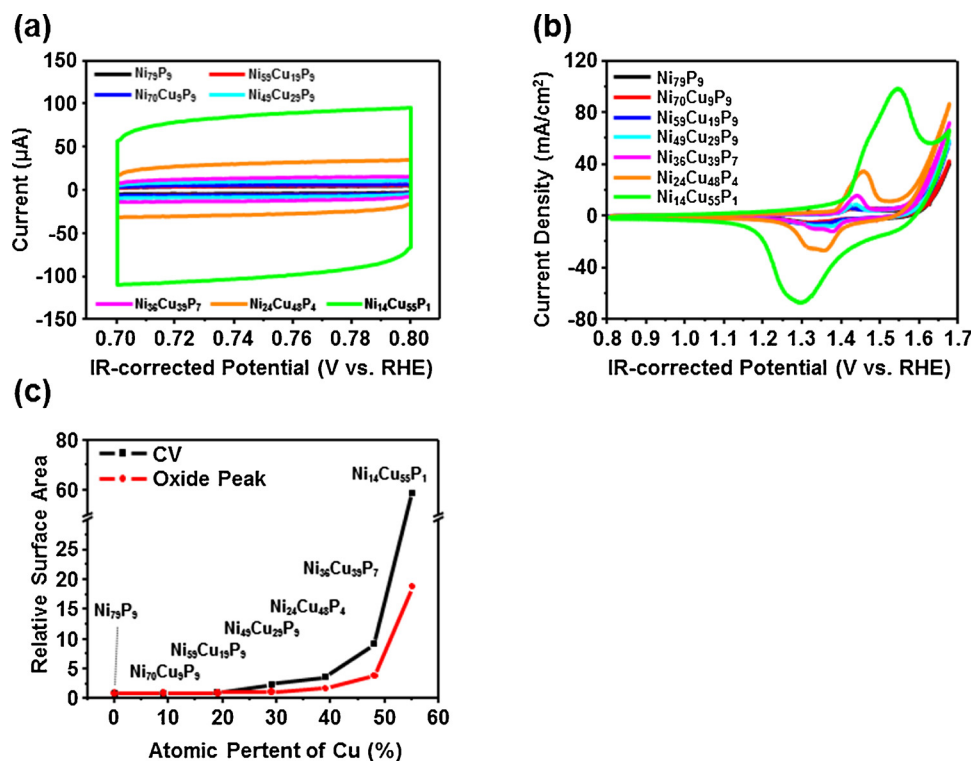 (a)
150
100
50
0
-50
-100
-150
Current (µA)
Ni79P9
Ni59Cu19P9
Ni70Cu9P9
Ni49Cu29P9
Ni36Cu39P7
Ni24Cu48P4
Ni14Cu55P1
0.70 0.72 0.74 0.76 0.78 0.80
IR-corrected Potential (V vs. RHE)
(b)
120
80
40
0
-40
-80
Current Density (mA/cm²)
Ni79P9
Ni70Cu9P9
Ni59Cu19P9
Ni49Cu29P9
Ni36Cu39P7
Ni24Cu48P4
Ni14Cu55P1
0.8 0.9 1.0 1.1 1.2 1.3 1.4 1.5 1.6 1.7
IR-corrected Potential (V vs. RHE)
(c)
80
60
25
20
15
10
5
0
Relative Surface Area
CV
Oxide Peak
Ni14Cu55P1
Ni36Cu39P7
Ni24Cu48P4
Ni49Cu29P9
Ni59Cu19P9
Ni70Cu9P9
Ni79P9
0 10 20 30 40 50 60
Atomic Pertent of Cu (%)